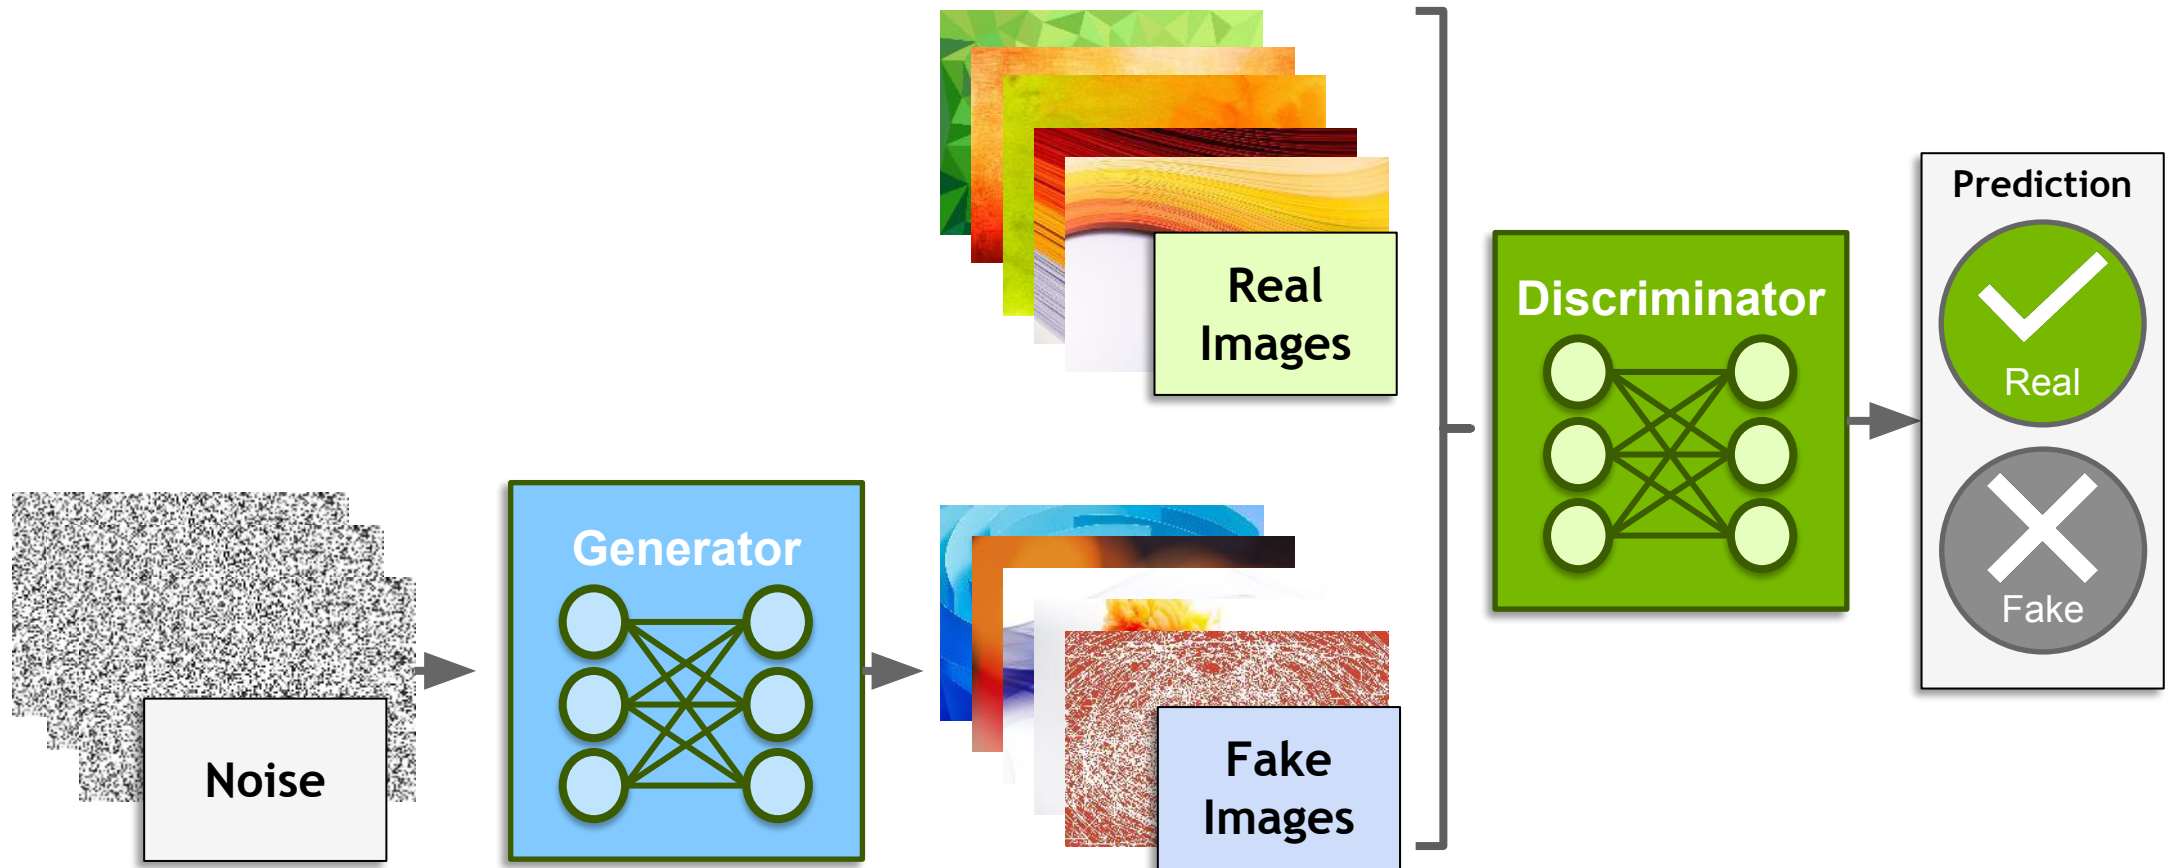 Real
Images
Discriminator
Prediction
Real
Fake
Generator
Noise
Fake
Images